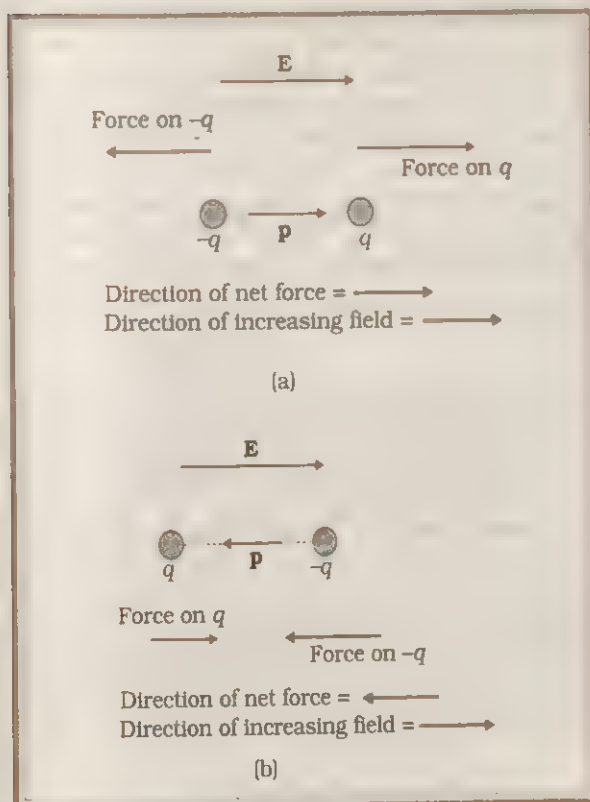 E
Force on –q
Force on q
–q
p
q
Direction of net force =
Direction of increasing field =
(a)
E
q
p
–q
Force on q
Force on –q
Direction of net force =
Direction of increasing field =
(b)